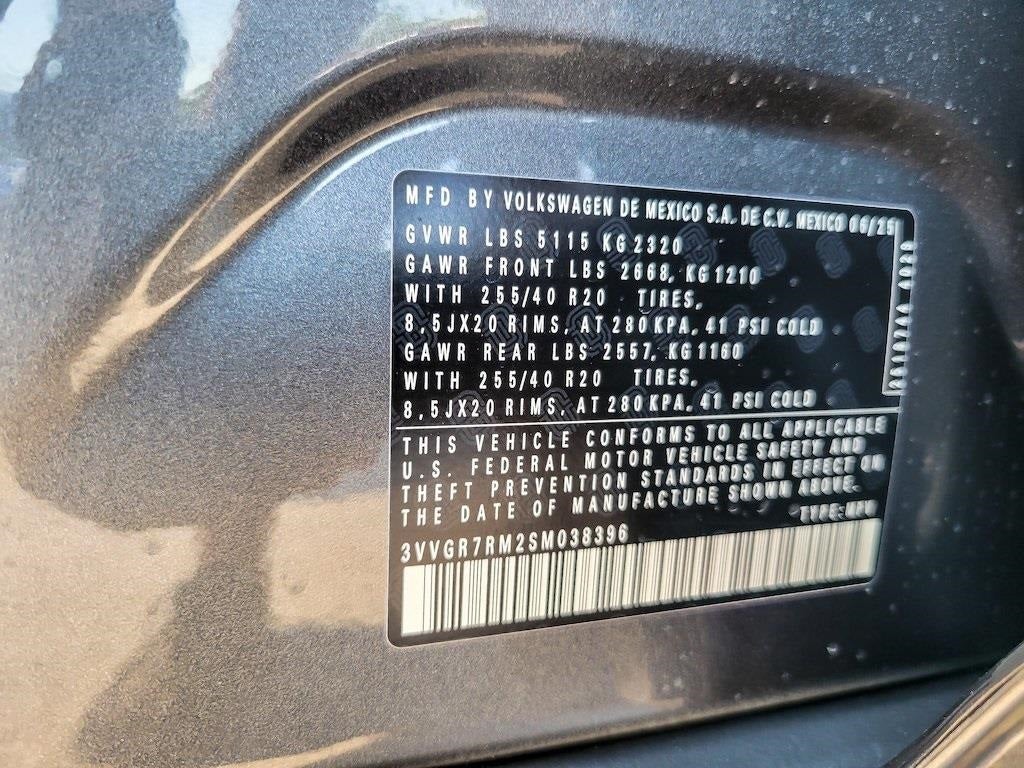 MFD BY VOLKSWAGEN DE MEXICO S.A. DE C.V. MEXICO 06/25
GVWR LBS 5115 KG 2320
GAWR FRONT LBS 2668, KG 1210
WITH 255/40 R20 TIRES,
8,5JX20 RIMS, AT 280 KPA, 41 PSI COLD
GAWR REAR LBS 2557, KG 1160
WITH 255/40 R20 TIRES,
8,5JX20 RIMS, AT 280 KPA, 41 PSI COLD
THIS VEHICLE CONFORMS TO ALL APPLICABLE
U.S. FEDERAL MOTOR VEHICLE SAFETY AND
THEFT PREVENTION STANDARDS IN EFFECT ON
THE DATE OF MANUFACTURE SHOWN ABOVE.
TYPE: MPV
3VVGR7RM2SM038396